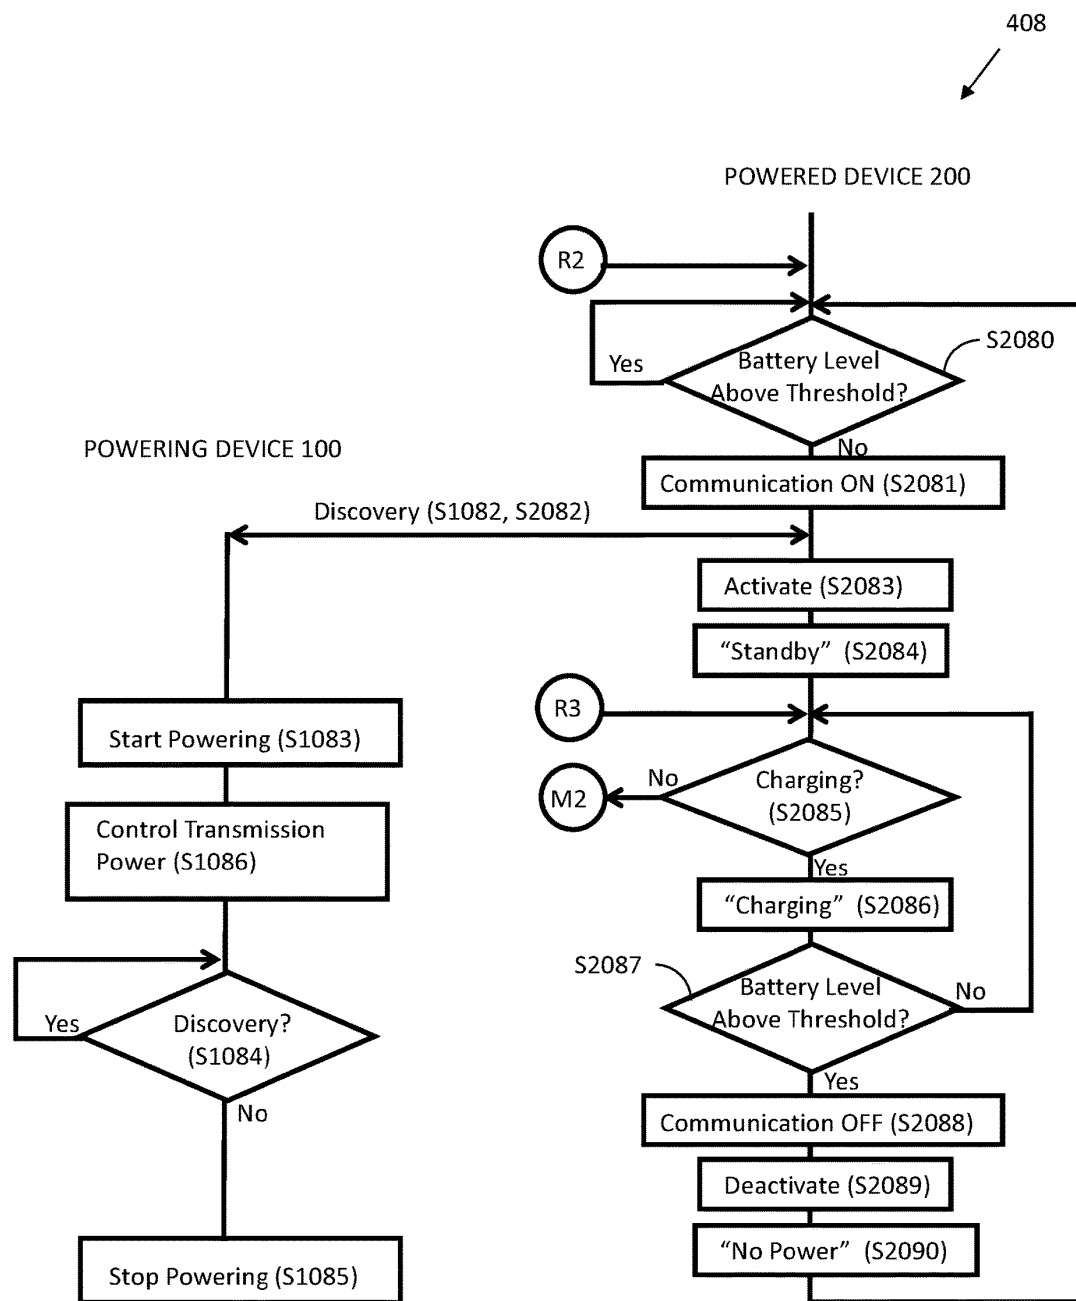 408
POWERED DEVICE 200
R2
S2080
Battery Level
Above Threshold?
Yes
No
POWERING DEVICE 100
Communication ON (S2081)
Discovery (S1082, S2082)
Activate (S2083)
“Standby” (S2084)
R3
Start Powering (S1083)
No
Charging?
(S2085)
M2
Control Transmission
Power (S1086)
Yes
“Charging” (S2086)
S2087
Battery Level
Above Threshold?
No
Yes
Discovery?
(S1084)
Yes
No
Communication OFF (S2088)
Deactivate (S2089)
“No Power” (S2090)
Stop Powering (S1085)